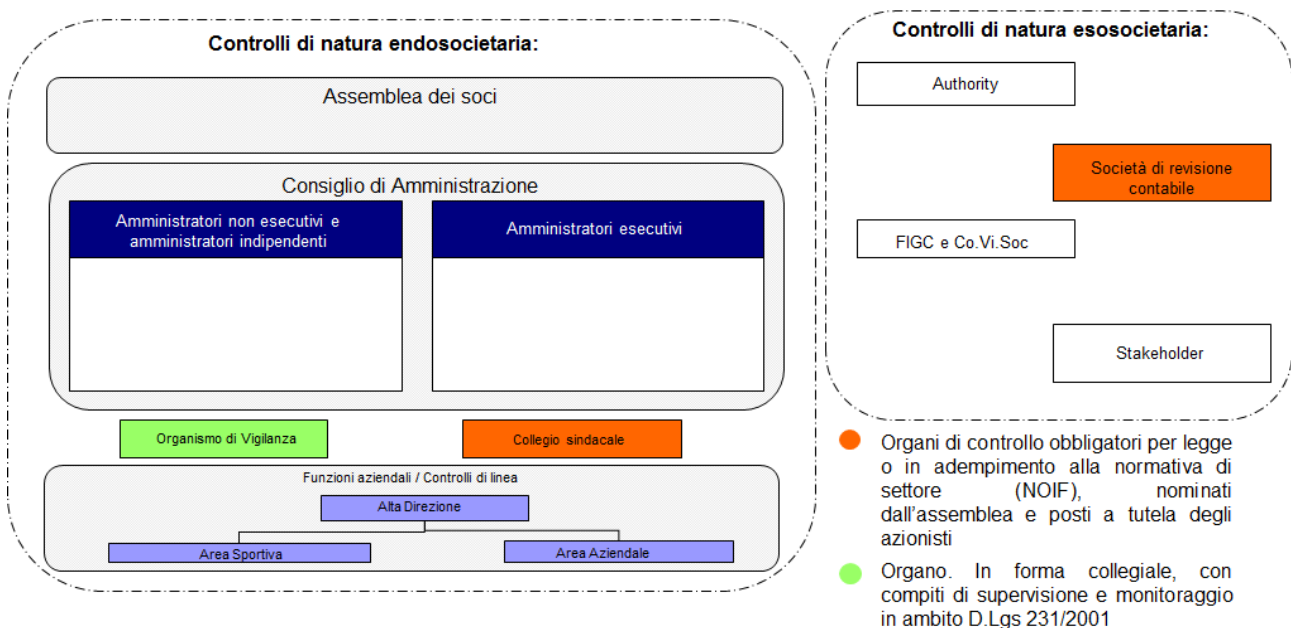 Controlli di natura endosocietaria:
Assemblea dei soci
Consiglio di Amministrazione
Amministratori non esecutivi e
amministratori indipendenti
Amministratori esecutivi
Organismo di Vigilanza
Collegio sindacale
Funzioni aziendali / Controlli di linea
Alta Direzione
Area Sportiva
Area Aziendale
Controlli di natura esosocietaria:
Authority
Società di revisione
contabile
FIGC e Co.Vi.Soc
Stakeholder
Organi di controllo obbligatori per legge
o in adempimento alla normativa di
settore (NOIF), nominati
dall'assemblea e posti a tutela degli
azionisti
Organo. In forma collegiale, con
compiti di supervisione e monitoraggio
in ambito D.Lgs 231/2001